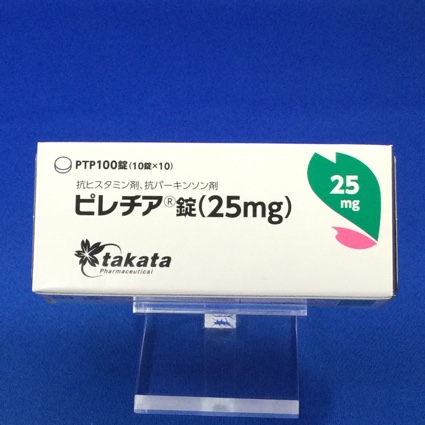 PTP100錠(10錠×10)
抗ヒスタミン剤、抗パーキンソン剤
ピレチア®錠(25mg)
25
mg
takata
Pharmaceutical